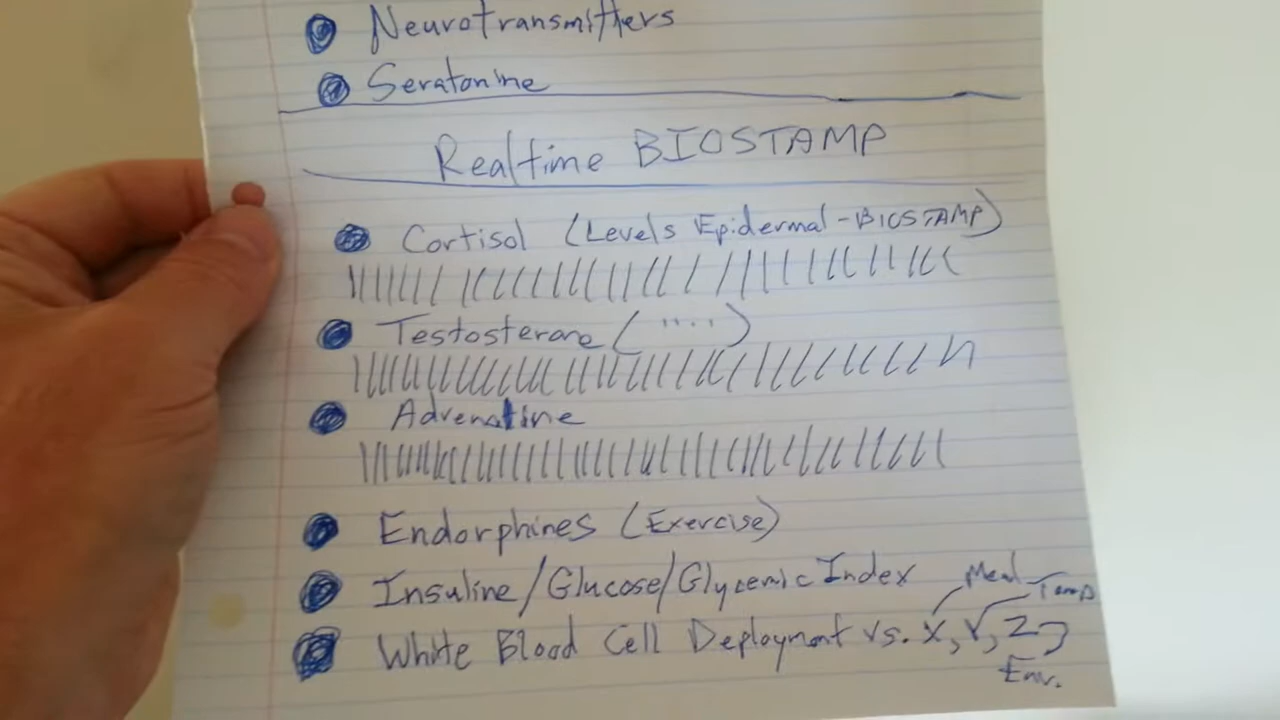 Neurotransmitters
Seratonine
Realtime BIOSTAMP
Cortisol (Levels Epidermal-BIOSTAMP)
Testosterone ("...)
Adrenaline
Endorphines (Exercise)
Insuline/Glucose/Glycemic Index
Meal
Temp
White Blood Cell Deployment vs. X, Y, Z
Env.